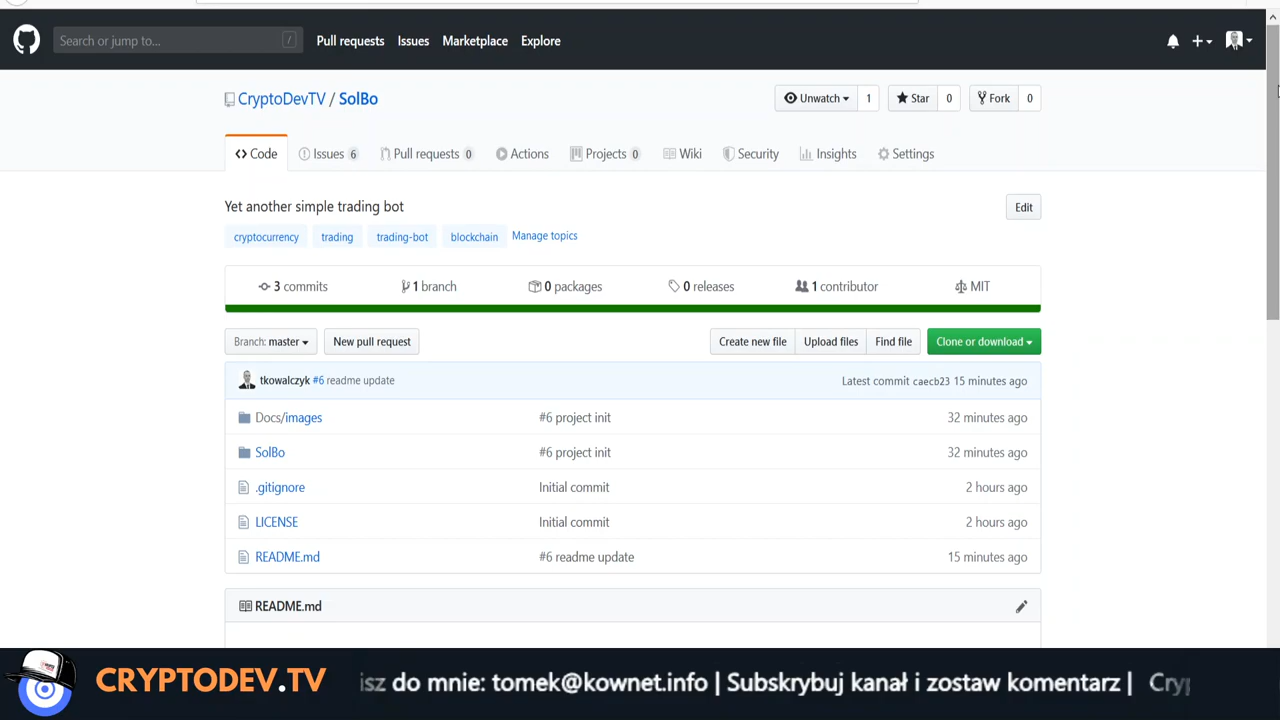 Search or jump to... / Pull requests Issues Marketplace Explore
CryptoDevTV / SolBo Unwatch 1 Star 0 Fork 0
Code Issues 6 Pull requests 0 Actions Projects 0 Wiki Security Insights Settings
Yet another simple trading bot Edit
cryptocurrency trading trading-bot blockchain Manage topics
3 commits 1 branch 0 packages 0 releases 1 contributor MIT
Branch: master New pull request Create new file Upload files Find file Clone or download
tkowalczyk #6 readme update Latest commit caecb23 15 minutes ago
Docs/images #6 project init 32 minutes ago
SolBo #6 project init 32 minutes ago
.gitignore Initial commit 2 hours ago
LICENSE Initial commit 2 hours ago
README.md #6 readme update 15 minutes ago
README.md
CRYPTODEV.TV isz do mnie: tomek@kownet.info | Subskrybuj kanał i zostaw komentarz |